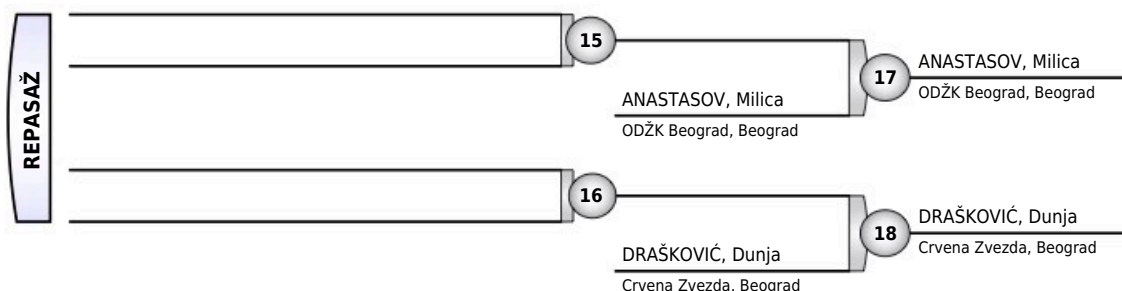 REPASAŽ
15
ANASTASOV, Milica
ODŽK Beograd, Beograd
17
ANASTASOV, Milica
ODŽK Beograd, Beograd
16
DRAŠKOVIĆ, Dunja
Crvena Zvezda, Beograd
18
DRAŠKOVIĆ, Dunja
Crvena Zvezda, Beograd